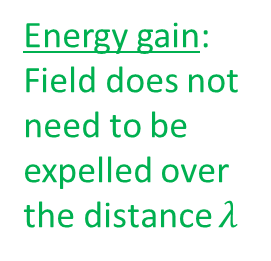 Energy gain:
Field does not
need to be
expelled over
the distance λ